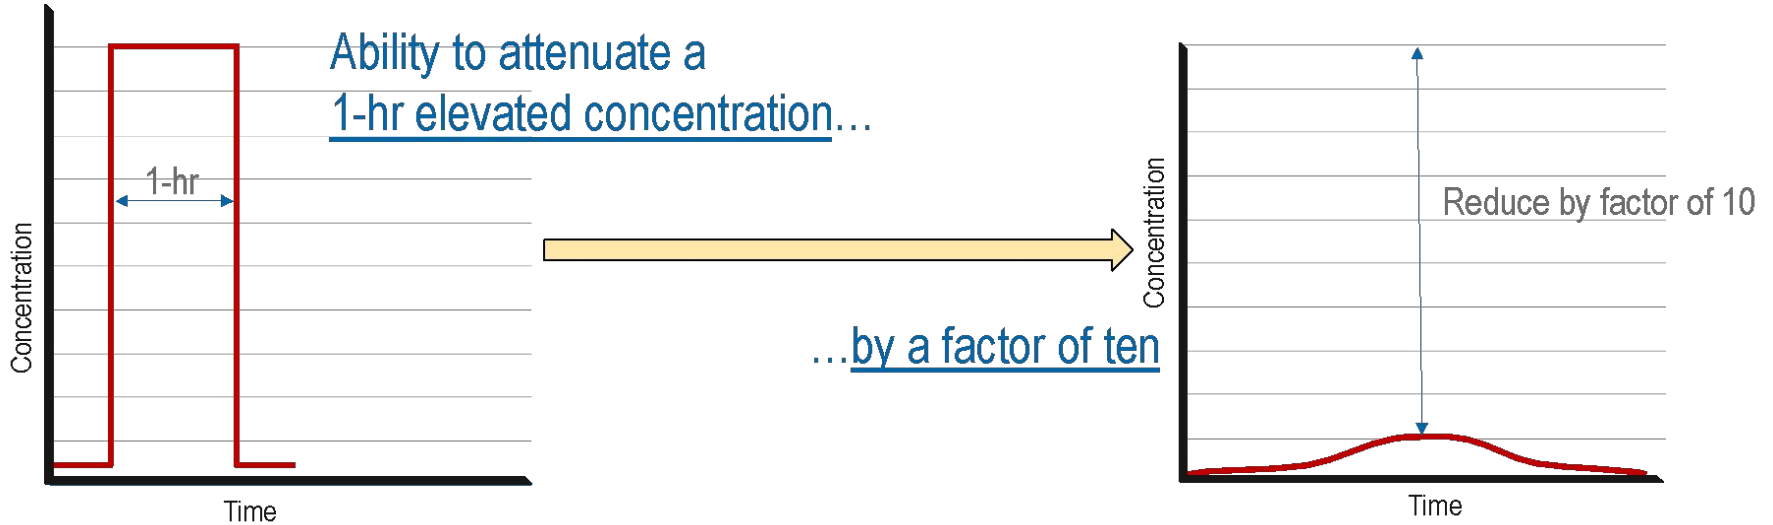 Ability to attenuate a
1-hr elevated concentration…
1-hr
Concentration
Time
…by a factor of ten
Concentration
Reduce by factor of 10
Time